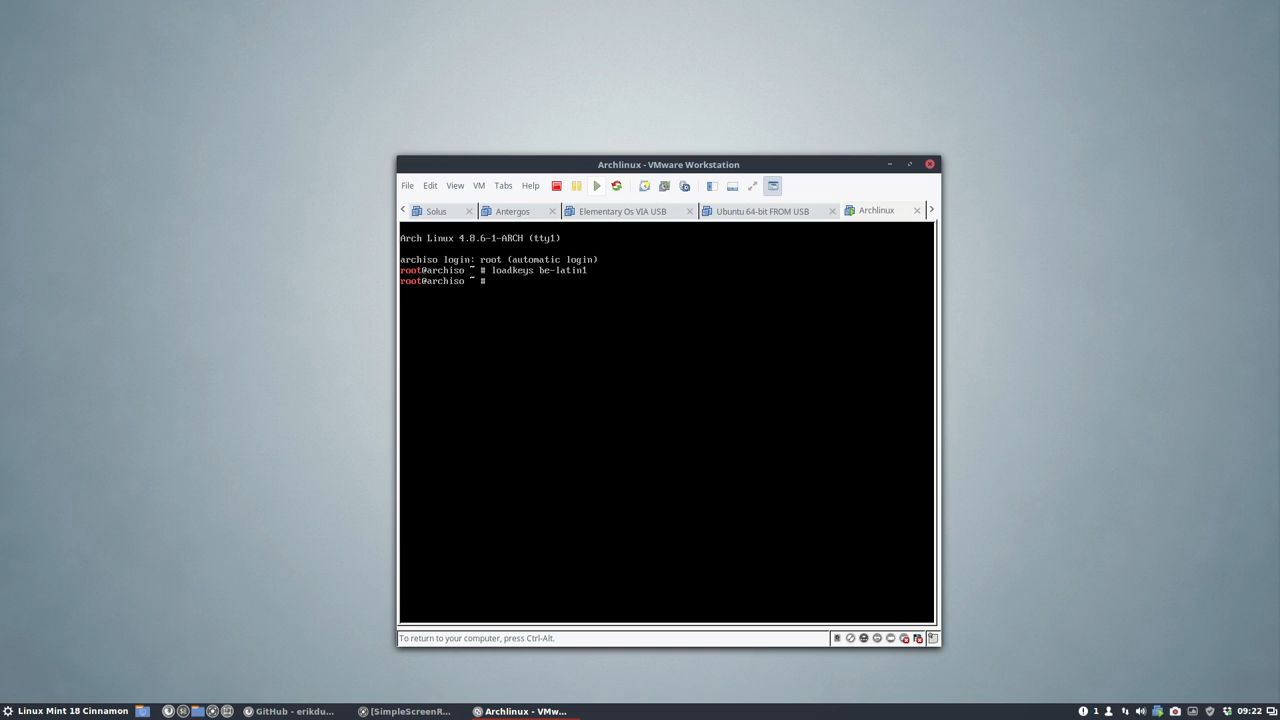 Archlinux - VMware Workstation
File Edit View VM Tabs Help
Solus Antergos Elementary Os VIA USB Ubuntu 64-bit FROM USB Archlinux
Arch Linux 4.8.6-1-ARCH (tty1)
archiso login: root (automatic login)
root@archiso ~ # loadkeys be-latin1
root@archiso ~ #
To return to your computer, press Ctrl-Alt.
Linux Mint 18 Cinnamon GitHub - erikdu... [SimpleScreenR... Archlinux - VMw... 1 09:22